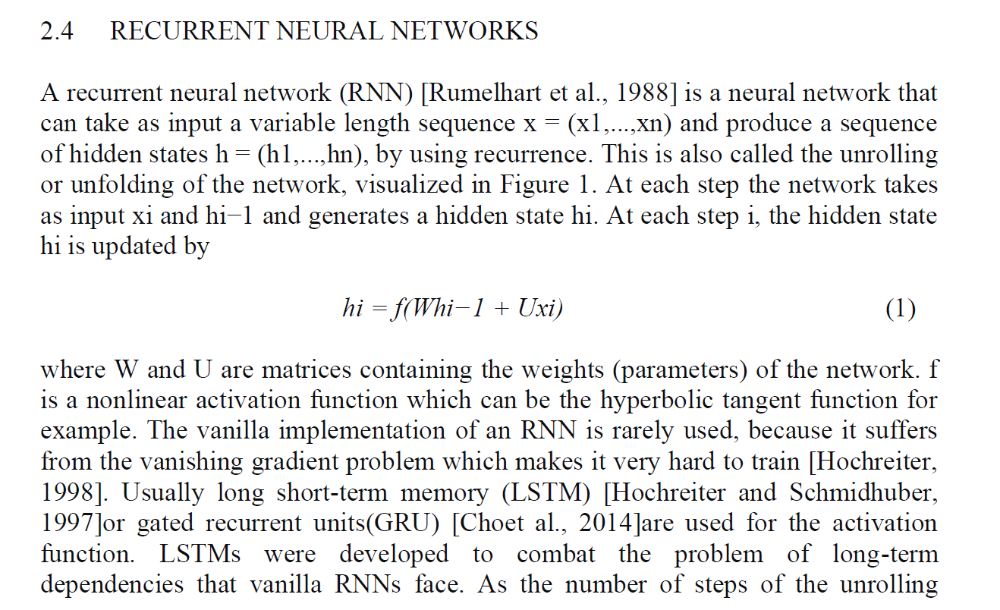 2.4 RECURRENT NEURAL NETWORKS
A recurrent neural network (RNN) [Rumelhart et al., 1988] is a neural network that
can take as input a variable length sequence x = (x1,...,xn) and produce a sequence
of hidden states h = (h1,...,hn), by using recurrence. This is also called the unrolling
or unfolding of the network, visualized in Figure 1. At each step the network takes
as input xi and hi−1 and generates a hidden state hi. At each step i, the hidden state
hi is updated by
hi = f(Whi−1 + Uxi) (1)
where W and U are matrices containing the weights (parameters) of the network. f
is a nonlinear activation function which can be the hyperbolic tangent function for
example. The vanilla implementation of an RNN is rarely used, because it suffers
from the vanishing gradient problem which makes it very hard to train [Hochreiter,
1998]. Usually long short-term memory (LSTM) [Hochreiter and Schmidhuber,
1997]or gated recurrent units(GRU) [Choet al., 2014]are used for the activation
function. LSTMs were developed to combat the problem of long-term
dependencies that vanilla RNNs face. As the number of steps of the unrolling